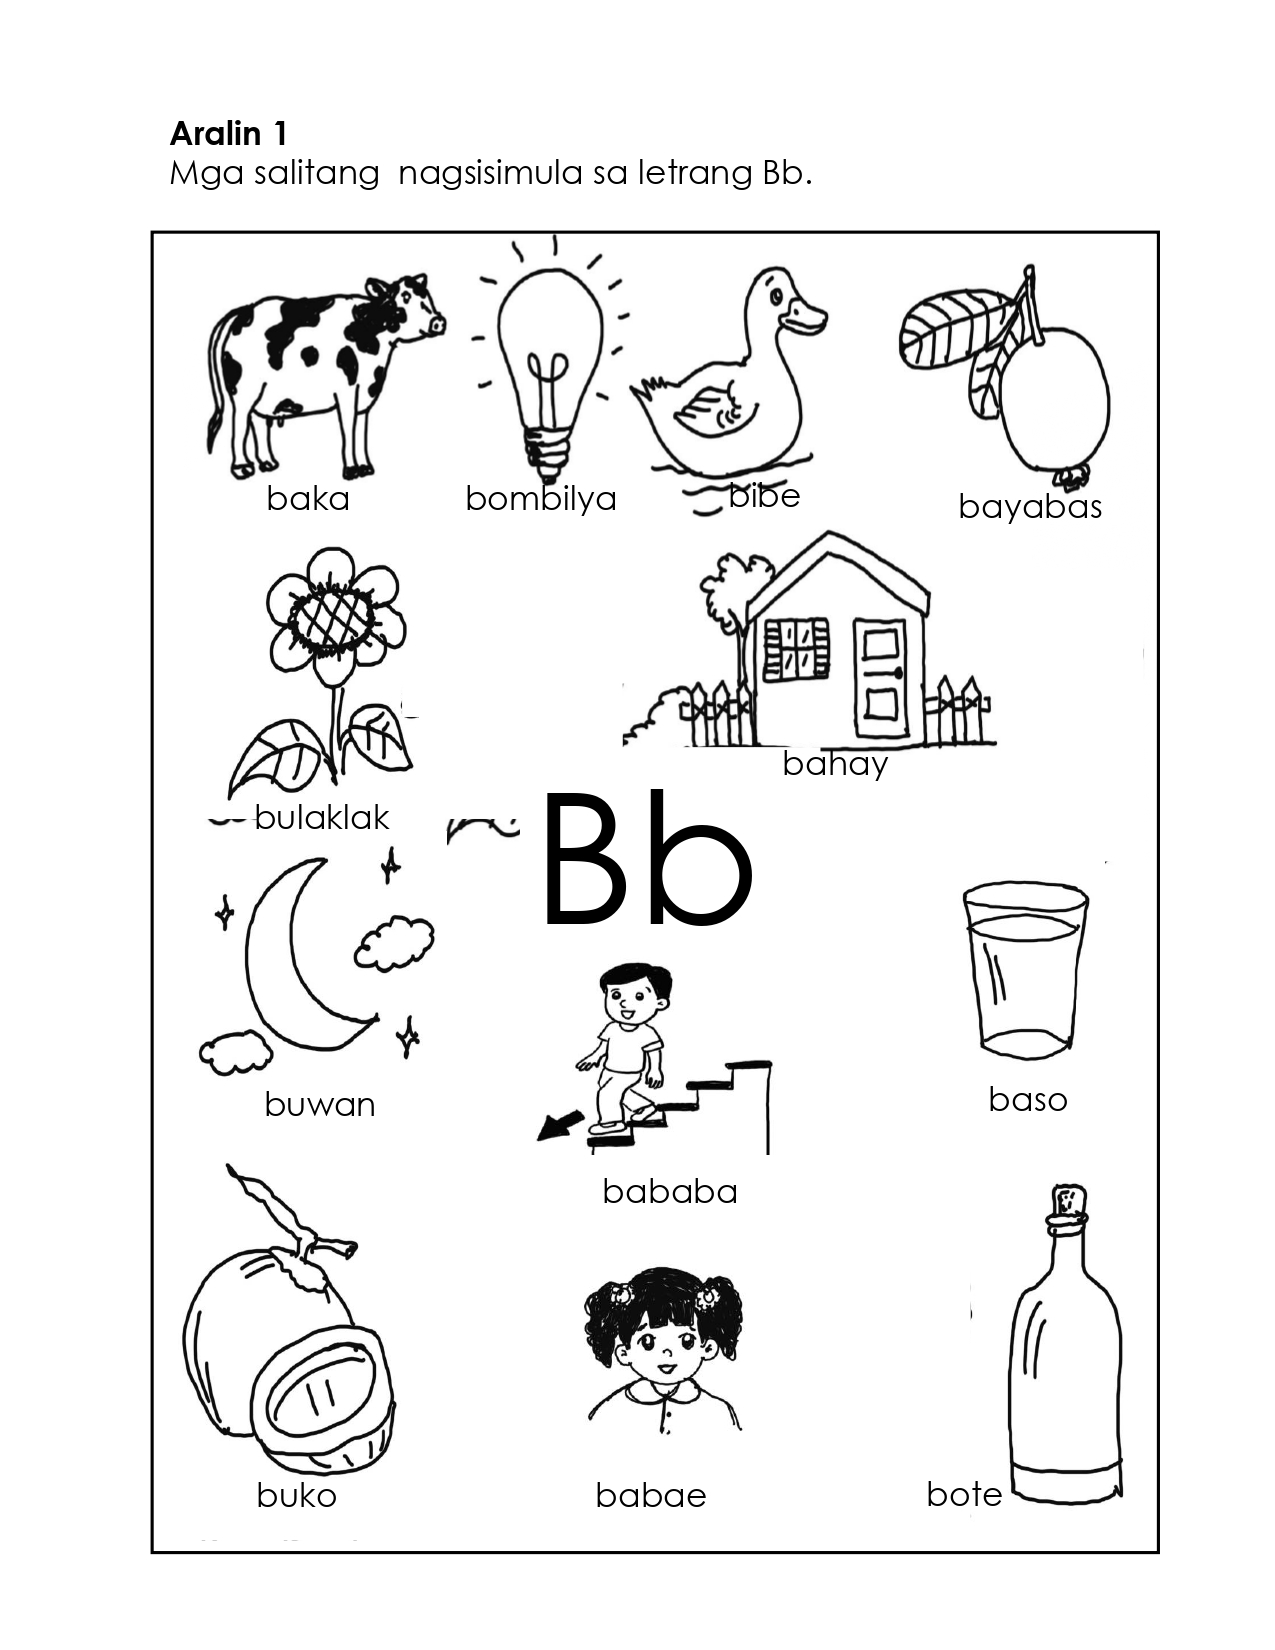 Aralin 1
Mga salitang  nagsisimula sa letrang Bb.
baka bombilya bibe bayabas
bulaklak bahay
Bb
buwan baso
bababa
buko babae bote